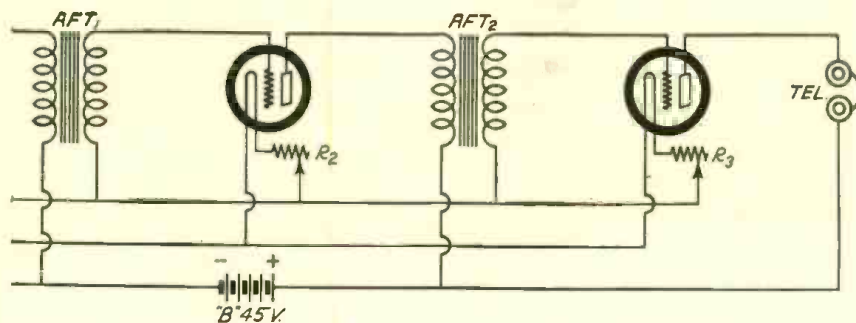 AFT1
AFT2
TEL.
R2
R3
- +
"B" 45 V.